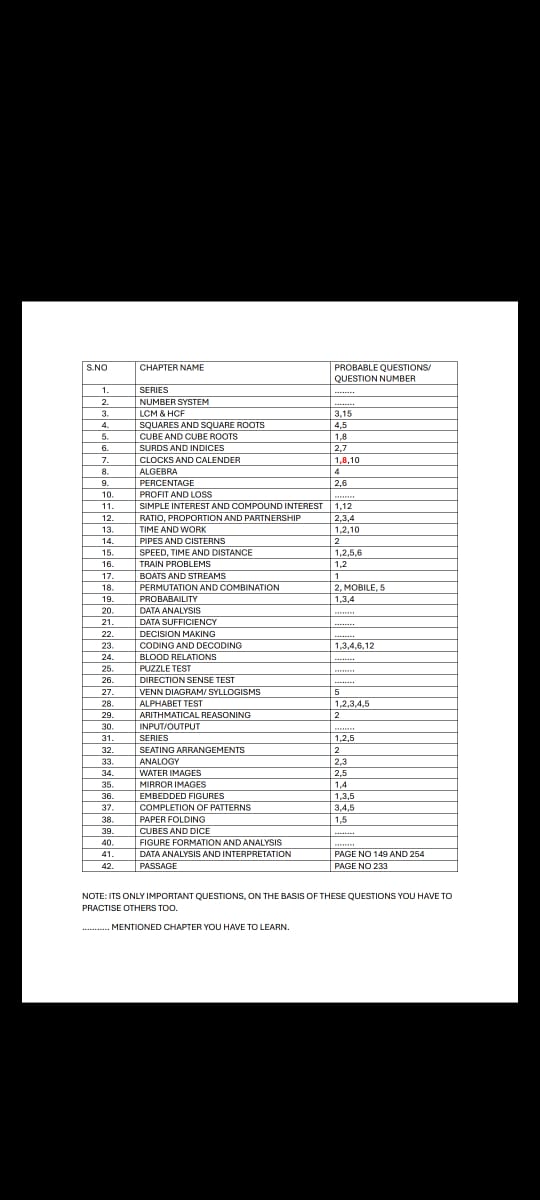 S.NO CHAPTER NAME PROBABLE QUESTIONS/
QUESTION NUMBER
1. SERIES ........
2. NUMBER SYSTEM ........
3. LCM & HCF 3,15
4. SQUARES AND SQUARE ROOTS 4,5
5. CUBE AND CUBE ROOTS 1,8
6. SURDS AND INDICES 2,7
7. CLOCKS AND CALENDER 1,8,10
8. ALGEBRA 4
9. PERCENTAGE 2,6
10. PROFIT AND LOSS ........
11. SIMPLE INTEREST AND COMPOUND INTEREST 1,12
12. RATIO, PROPORTION AND PARTNERSHIP 2,3,4
13. TIME AND WORK 1,2,10
14. PIPES AND CISTERNS 2
15. SPEED, TIME AND DISTANCE 1,2,5,6
16. TRAIN PROBLEMS 1,2
17. BOATS AND STREAMS 1
18. PERMUTATION AND COMBINATION 2, MOBILE, 5
19. PROBABAILITY 1,3,4
20. DATA ANALYSIS ........
21. DATA SUFFICIENCY ........
22. DECISION MAKING ........
23. CODING AND DECODING 1,3,4,6,12
24. BLOOD RELATIONS ........
25. PUZZLE TEST ........
26. DIRECTION SENSE TEST ........
27. VENN DIAGRAM/ SYLLOGISMS 5
28. ALPHABET TEST 1,2,3,4,5
29. ARITHMATICAL REASONING 2
30. INPUT/OUTPUT ........
31. SERIES 1,2,5
32. SEATING ARRANGEMENTS 2
33. ANALOGY 2,3
34. WATER IMAGES 2,5
35. MIRROR IMAGES 1,4
36. EMBEDDED FIGURES 1,3,5
37. COMPLETION OF PATTERNS 3,4,5
38. PAPER FOLDING 1,5
39. CUBES AND DICE ........
40. FIGURE FORMATION AND ANALYSIS ........
41. DATA ANALYSIS AND INTERPRETATION PAGE NO 149 AND 254
42. PASSAGE PAGE NO 233
NOTE: ITS ONLY IMPORTANT QUESTIONS, ON THE BASIS OF THESE QUESTIONS YOU HAVE TO
PRACTISE OTHERS TOO.
.......... MENTIONED CHAPTER YOU HAVE TO LEARN.